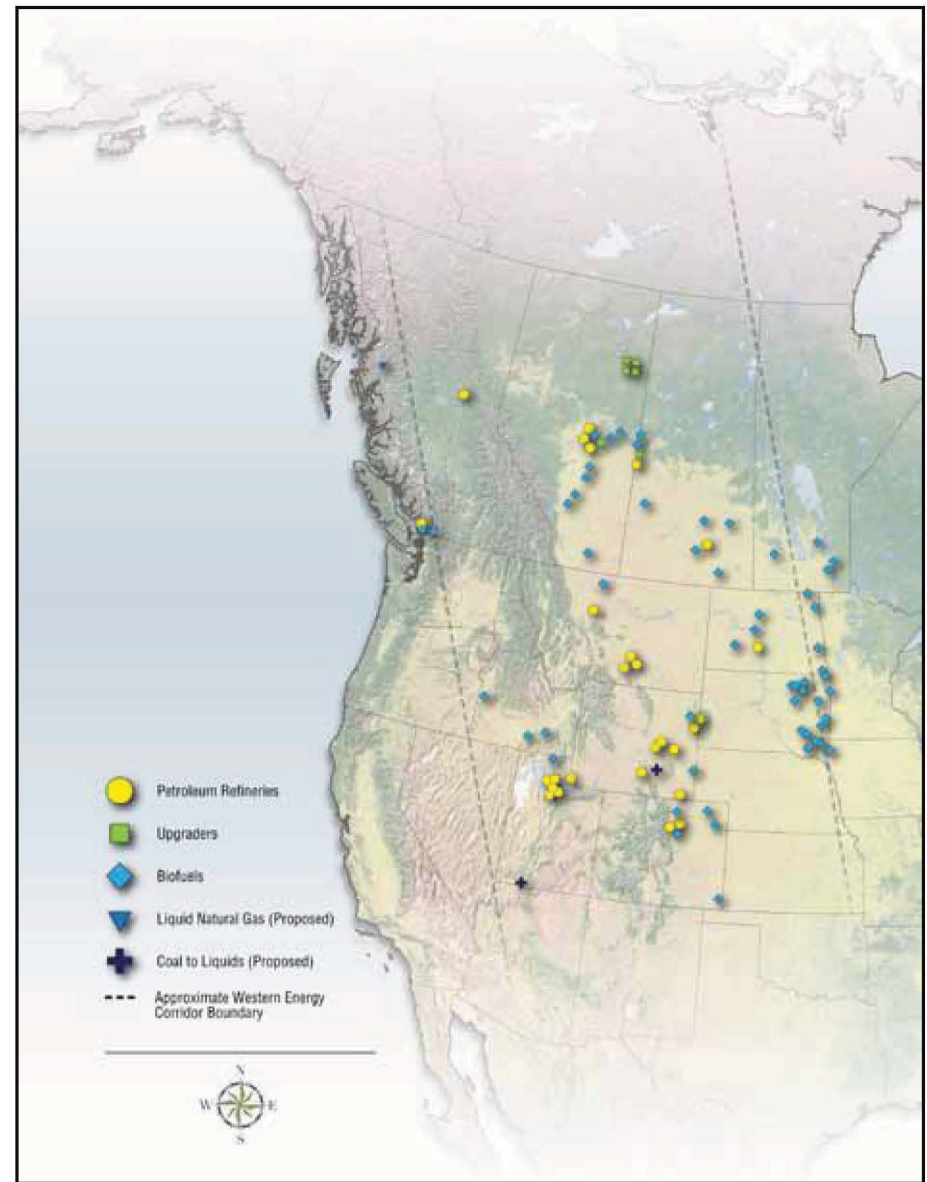 Petroleum Refineries
Upgraders
Biofuels
Liquid Natural Gas (Proposed)
Coal to Liquids (Proposed)
Approximate Western Energy
Corridor Boundary
N
W E
S